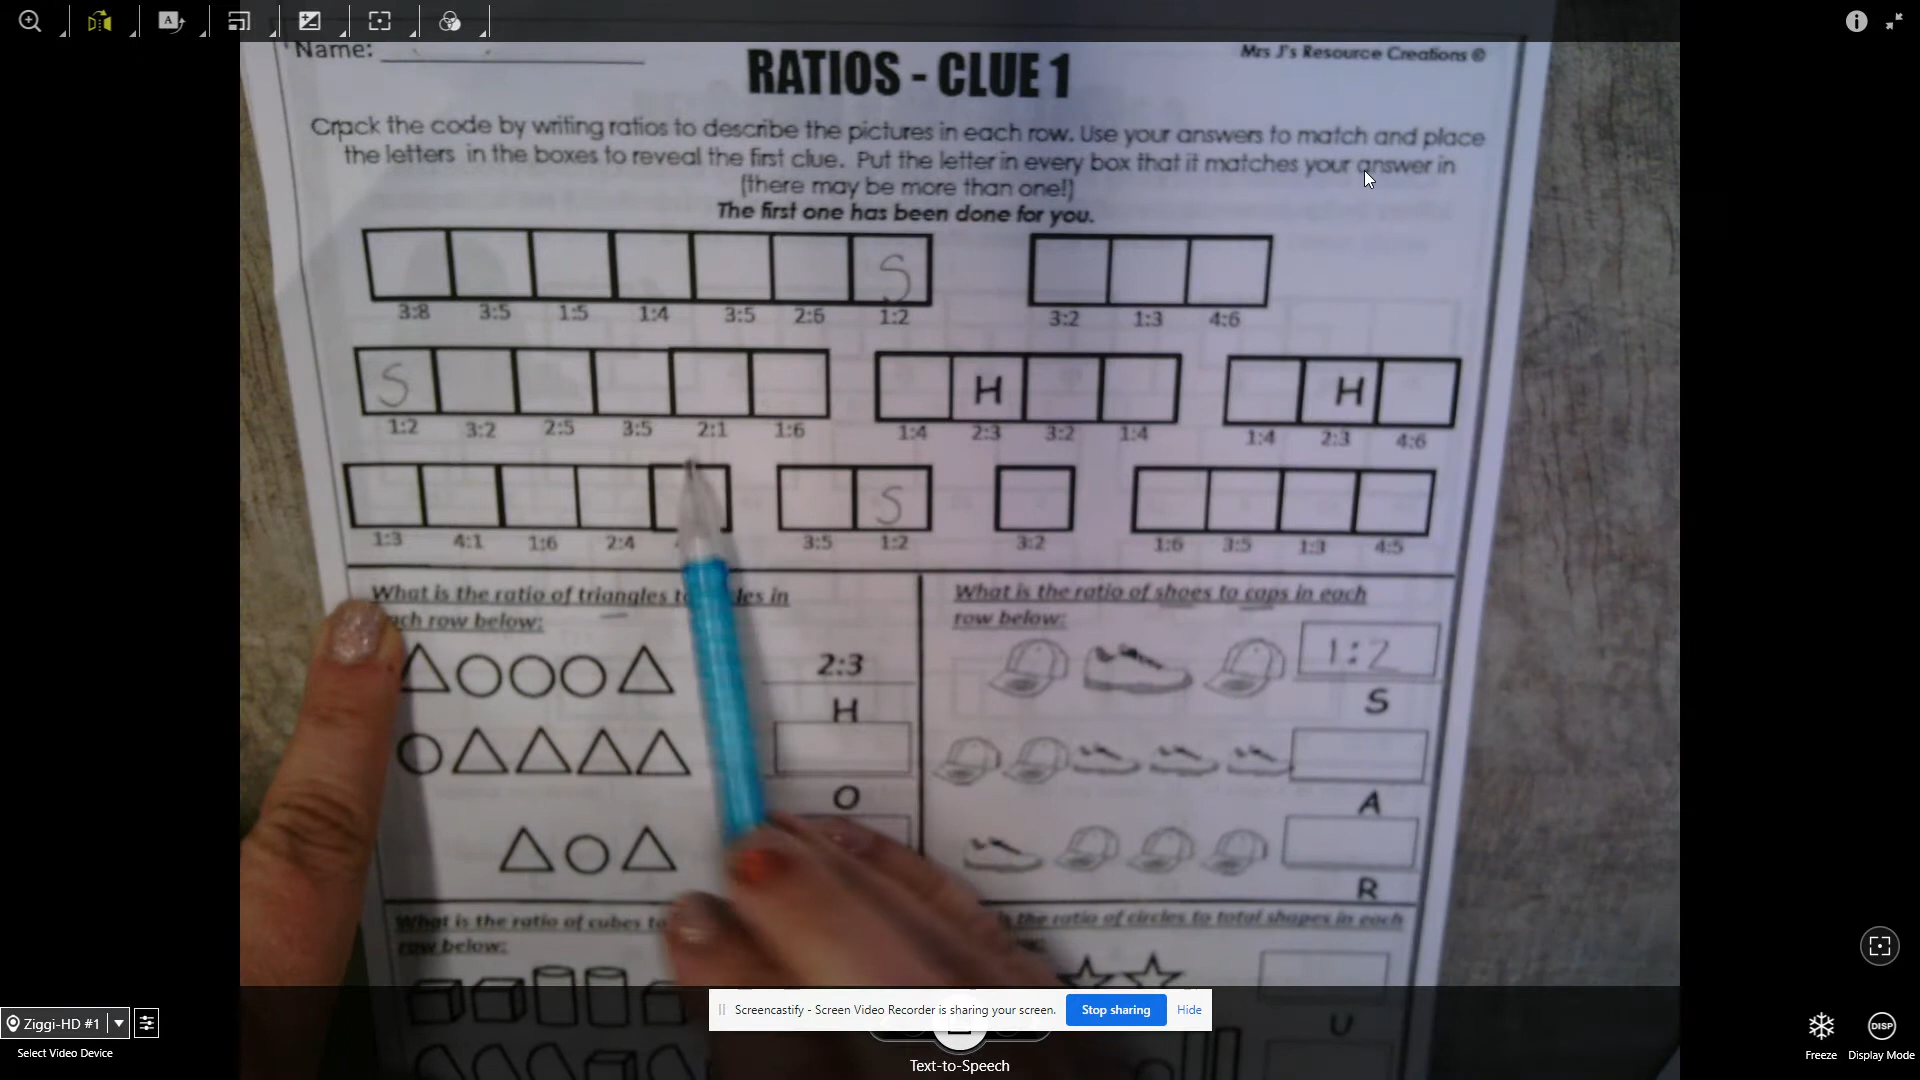 Name:
Mrs J's Resource Creations ©
RATIOS - CLUE 1
Crack the code by writing ratios to describe the pictures in each row. Use your answers to match and place
the letters in the boxes to reveal the first clue. Put the letter in every box that it matches your answer in
(there may be more than one!)
The first one has been done for you.
S
3:8 3:5 1:5 1:4 3:5 2:6 1:2 3:2 1:3 4:6
S H H
1:2 3:2 2:5 3:5 2:1 1:6 1:4 2:3 3:2 1:4 1:4 2:3 4:6
S
1:3 4:1 1:6 2:4 3:5 1:2 3:2 1:6 3:5 1:3 4:5
What is the ratio of triangles in
row below:
2:3
H
O
What is the ratio of shoes to caps in each
row below:
1:2
S
A
R
What is the ratio of cubes to
row below:
is the ratio of circles to total shapes in each
U
Screencastify - Screen Video Recorder is sharing your screen. Stop sharing Hide
Ziggi-HD #1
Select Video Device
Text-to-Speech
DISP
Freeze Display Mode